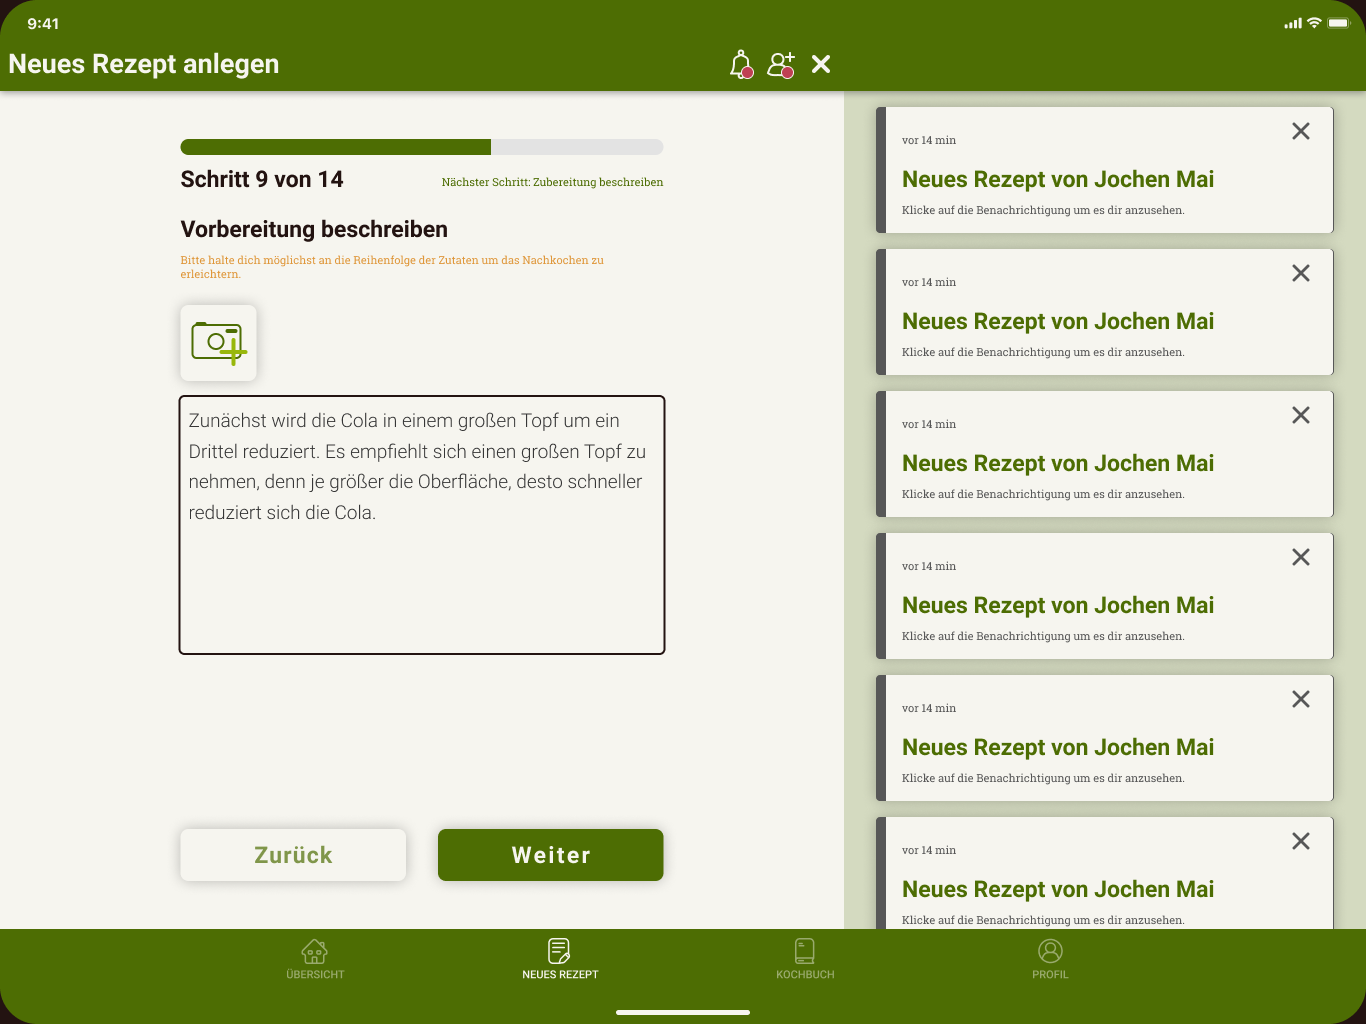 9:41
Neues Rezept anlegen
Schritt 9 von 14
Nächster Schritt: Zubereitung beschreiben
Vorbereitung beschreiben
Bitte halte dich möglichst an die Reihenfolge der Zutaten um das Nachkochen zu
erleichtern.
Zunächst wird die Cola in einem großen Topf um ein
Drittel reduziert. Es empfiehlt sich einen großen Topf zu
nehmen, denn je größer die Oberfläche, desto schneller
reduziert sich die Cola.
Zurück
Weiter
vor 14 min
Neues Rezept von Jochen Mai
Klicke auf die Benachrichtigung um es dir anzusehen.
vor 14 min
Neues Rezept von Jochen Mai
Klicke auf die Benachrichtigung um es dir anzusehen.
vor 14 min
Neues Rezept von Jochen Mai
Klicke auf die Benachrichtigung um es dir anzusehen.
vor 14 min
Neues Rezept von Jochen Mai
Klicke auf die Benachrichtigung um es dir anzusehen.
vor 14 min
Neues Rezept von Jochen Mai
Klicke auf die Benachrichtigung um es dir anzusehen.
vor 14 min
Neues Rezept von Jochen Mai
Klicke auf die Benachrichtigung um es dir anzusehen.
ÜBERSICHT
NEUES REZEPT
KOCHBUCH
PROFIL